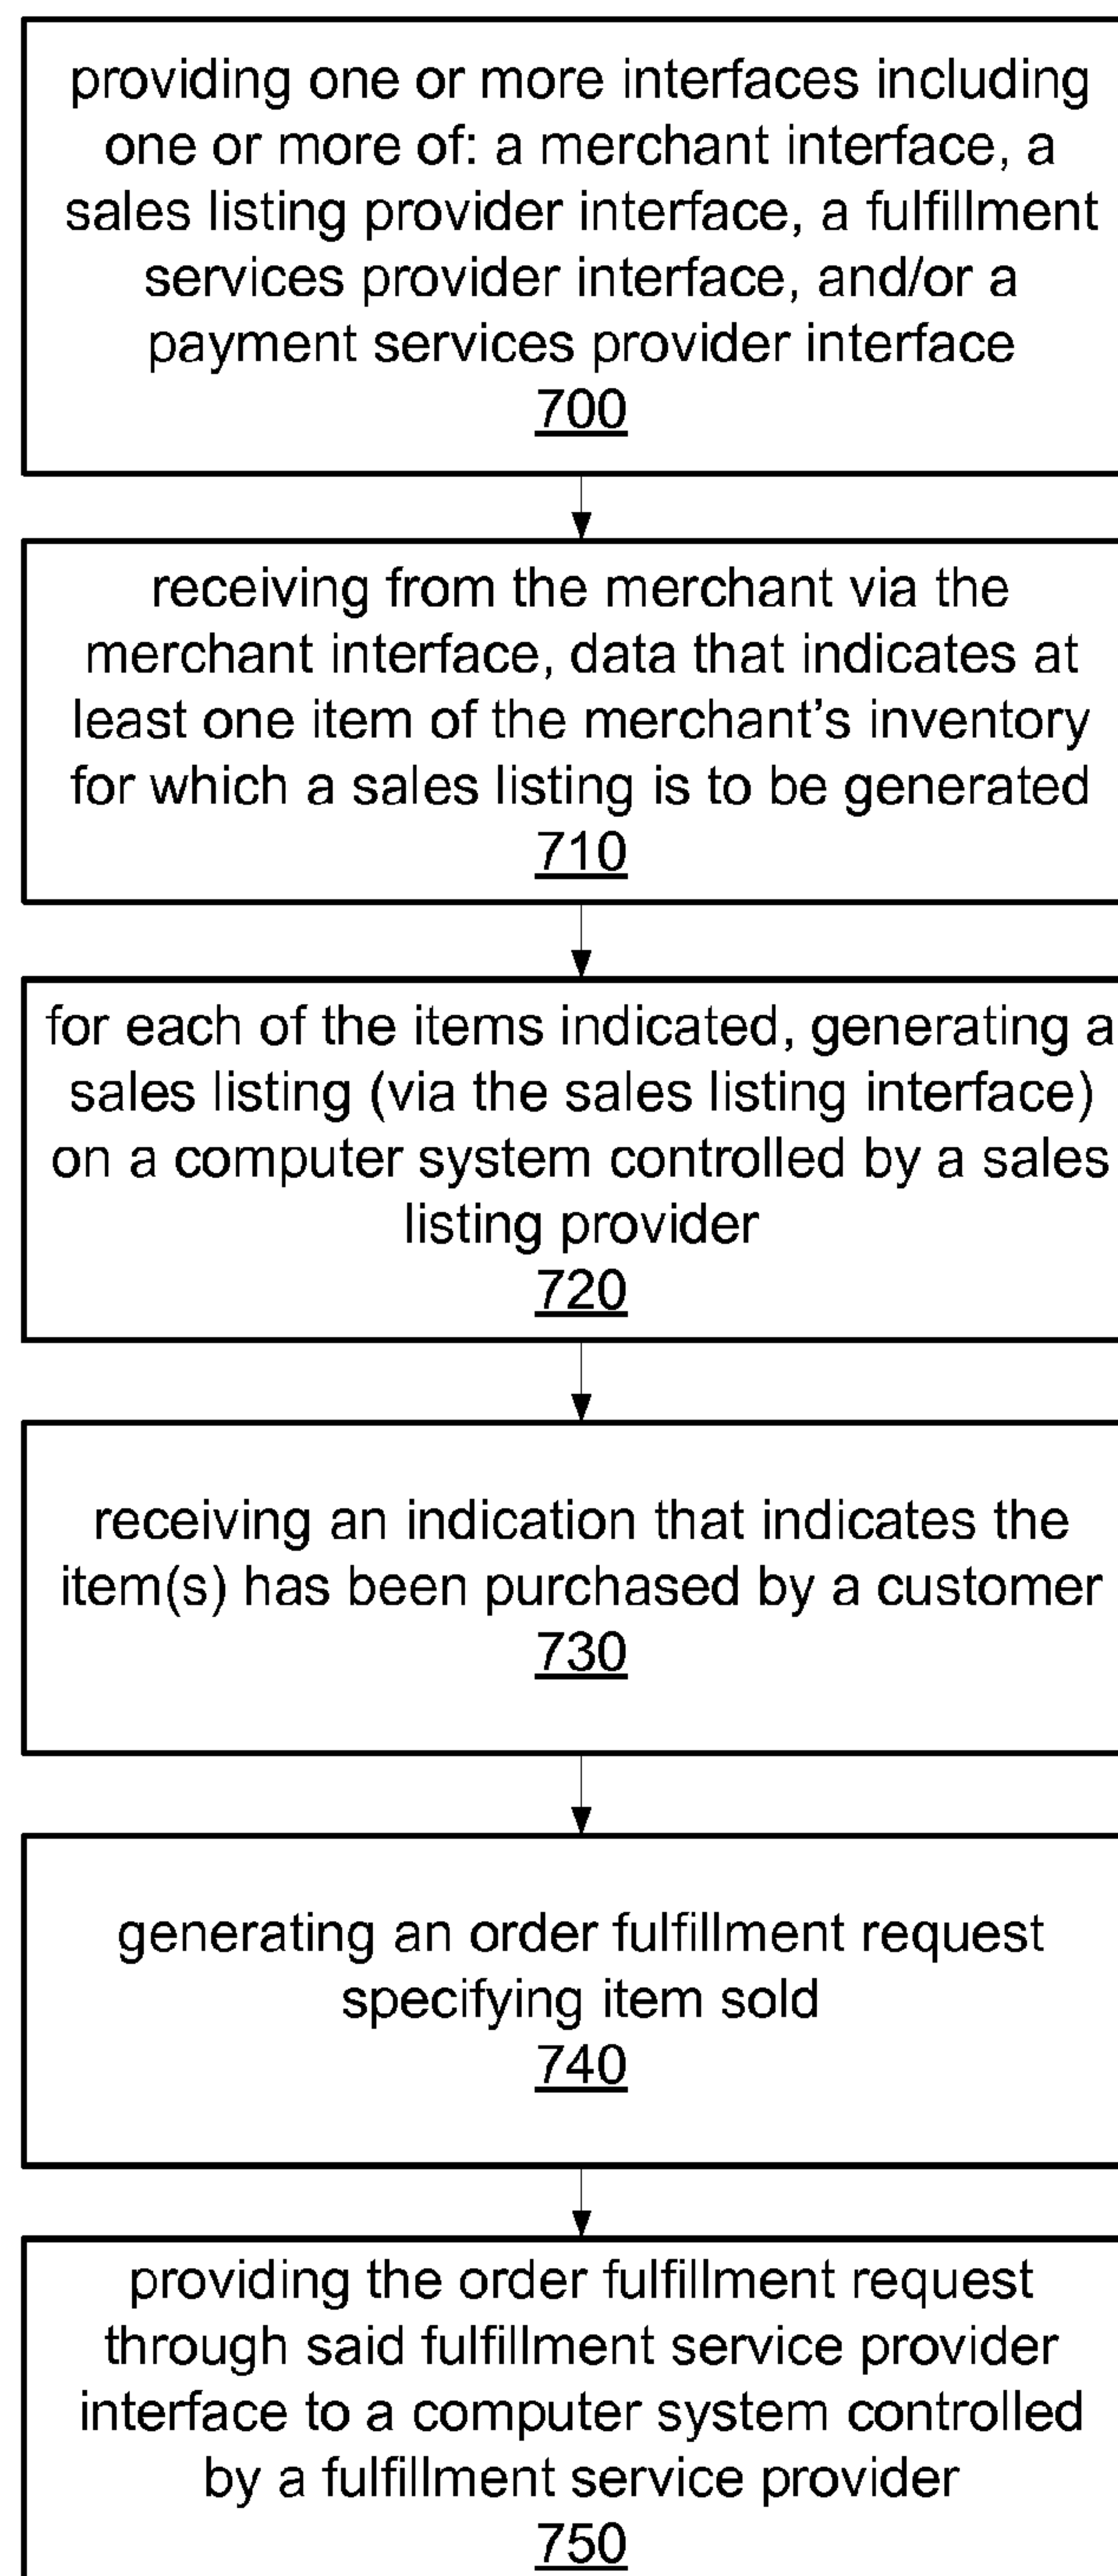 providing one or more interfaces including
one or more of: a merchant interface, a
sales listing provider interface, a fulfillment
services provider interface, and/or a
payment services provider interface
700
receiving from the merchant via the
merchant interface, data that indicates at
least one item of the merchant's inventory
for which a sales listing is to be generated
710
for each of the items indicated, generating a
sales listing (via the sales listing interface)
on a computer system controlled by a sales
listing provider
720
receiving an indication that indicates the
item(s) has been purchased by a customer
730
generating an order fulfillment request
specifying item sold
740
providing the order fulfillment request
through said fulfillment service provider
interface to a computer system controlled
by a fulfillment service provider
750